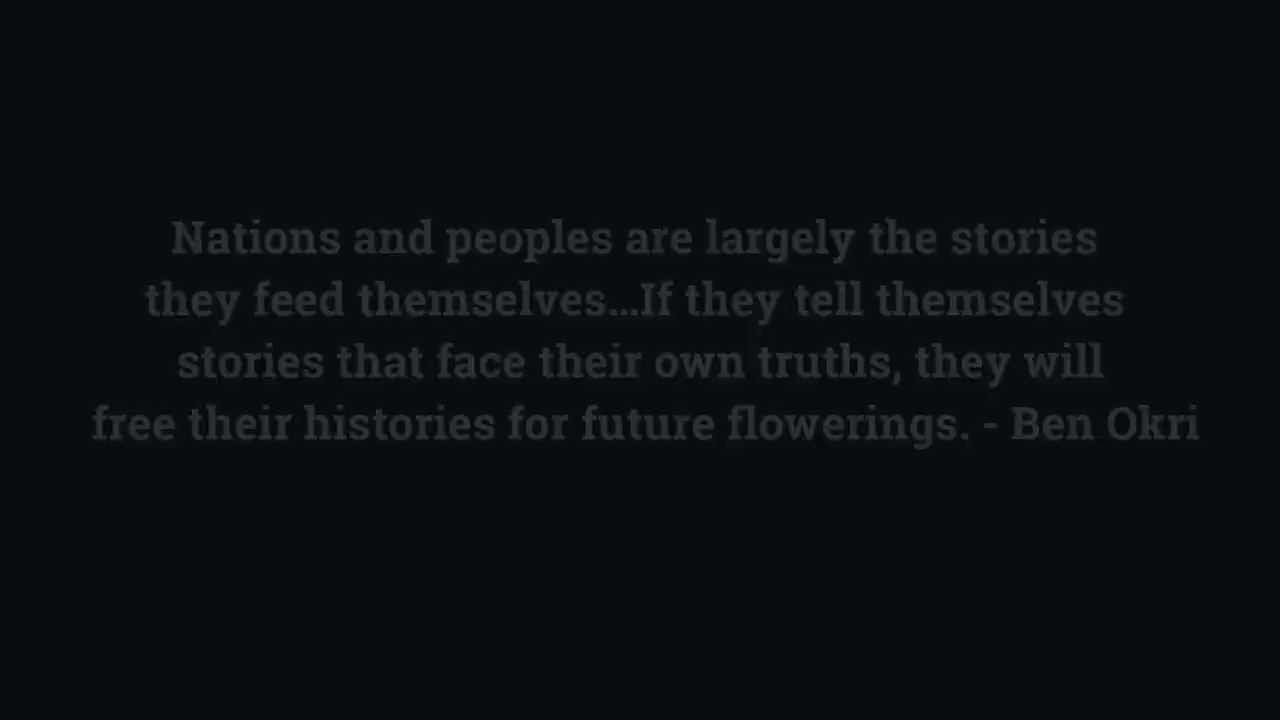 Nations and peoples are largely the stories
they feed themselves...If they tell themselves
stories that face their own truths, they will
free their histories for future flowerings. - Ben Okri